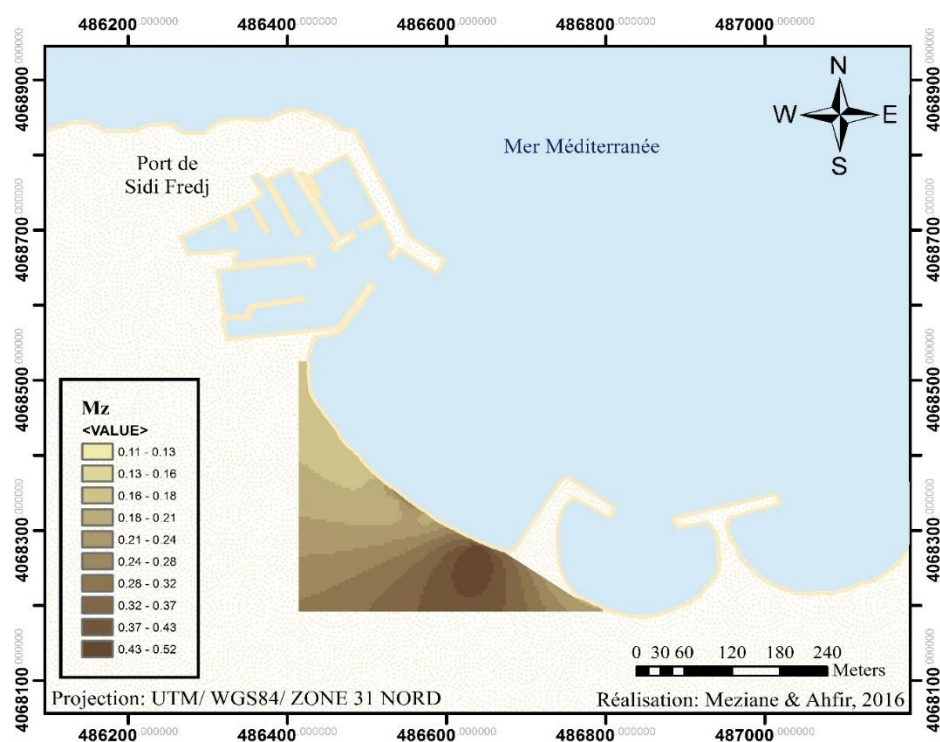 486200.000000 486400.000000 486600.000000 486800.000000 487000.000000
4068900.000000 4068900.000000
N
W E
S
Mer Méditerranée
Port de
Sidi Fredj
4068700.000000 4068700.000000
4068500.000000 4068500.000000
Mz
<VALUE>
0.11 - 0.13
0.13 - 0.16
0.16 - 0.18
0.18 - 0.21
0.21 - 0.24
0.24 - 0.28
0.28 - 0.32
0.32 - 0.37
0.37 - 0.43
0.43 - 0.52
4068300.000000 4068300.000000
0 30 60 120 180 240
Meters
4068100.000000 4068100.000000
Projection: UTM/ WGS84/ ZONE 31 NORD
Réalisation: Meziane & Ahfir, 2016
486200.000000 486400.000000 486600.000000 486800.000000 487000.000000